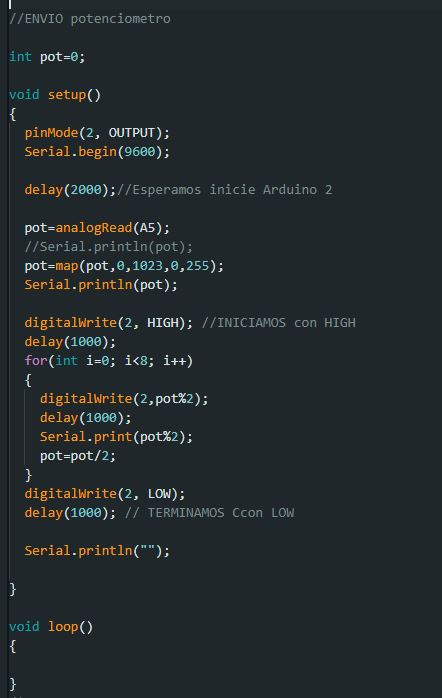 //ENVIO potenciometro
int pot=0;
void setup()
{
pinMode(2, OUTPUT);
Serial.begin(9600);
delay(2000);//Esperamos inicie Arduino 2
pot=analogRead(A5);
//Serial.println(pot);
pot=map(pot,0,1023,0,255);
Serial.println(pot);
digitalWrite(2, HIGH); //INICIAMOS con HIGH
delay(1000);
for(int i=0; i<8; i++)
{
digitalWrite(2,pot%2);
delay(1000);
Serial.print(pot%2);
pot=pot/2;
}
digitalWrite(2, LOW);
delay(1000); // TERMINAMOS Ccon LOW
Serial.println("");
}
void loop()
{
}